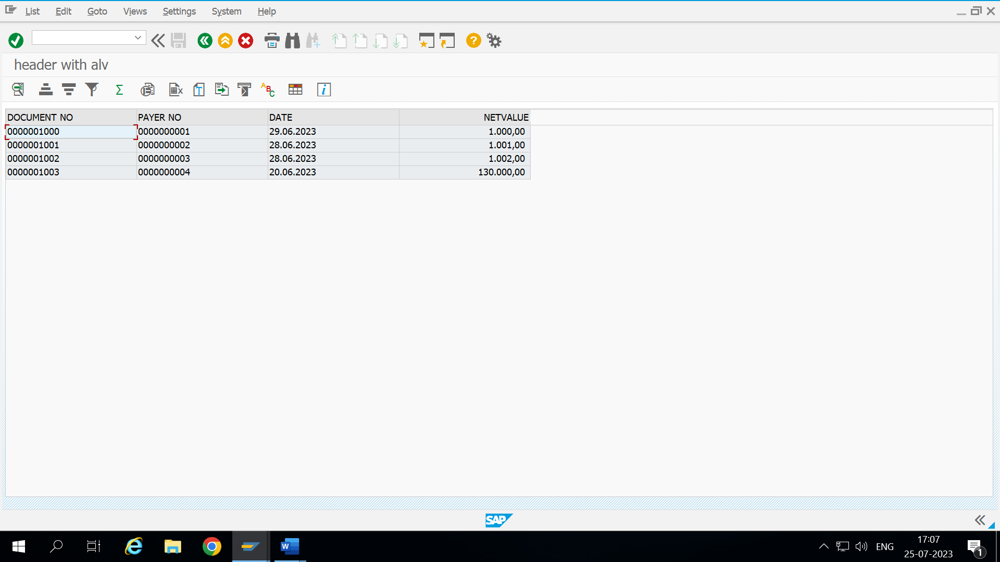 List Edit Goto Views Settings System Help
header with alv
DOCUMENT NO PAYER NO DATE NETVALUE
0000001000 0000000001 29.06.2023 1.000,00
0000001001 0000000002 28.06.2023 1.001,00
0000001002 0000000003 28.06.2023 1.002,00
0000001003 0000000004 20.06.2023 130.000,00
SAP
ENG
17:07
25-07-2023
1